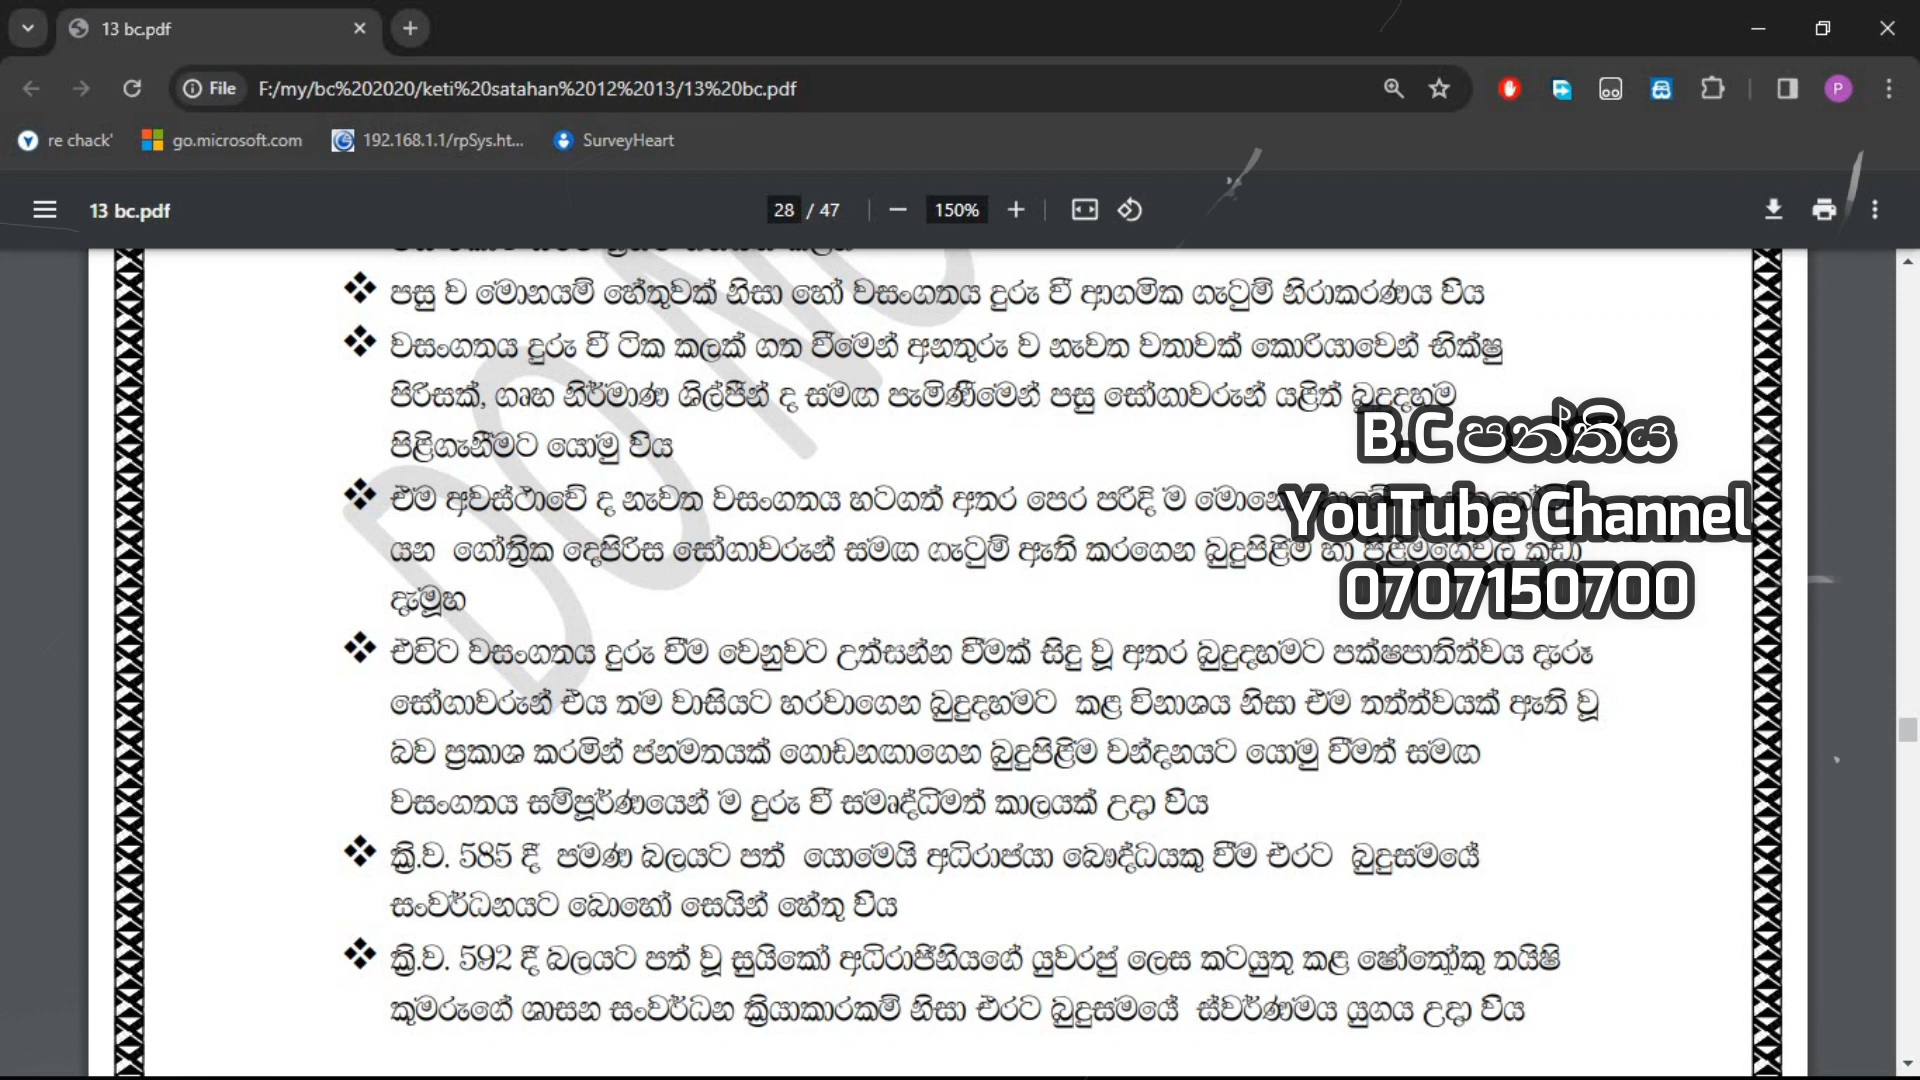 13 bc.pdf
File F:/my/bc%202020/keti%20satahan%2012%2013/13%20bc.pdf
P
re chack' go.microsoft.com 192.168.1.1/rpSys.ht... SurveyHeart
13 bc.pdf 28 / 47 150%
❖ පසු ව මොනයම් හේතුවක් නිසා හෝ වසංගතය දුරු වී ආගමික ගැටුම් නිරාකරණය විය
❖ වසංගතය දුරු වී ටික කලක් ගත වීමෙන් අනතුරු ව නැවත වතාවක් කොරියාවෙන් භික්ෂු
පිරිසක්, ගෘහ නිර්මාණ ශිල්පීන් ද සමඟ පැමිණීමෙන් පසු සෝගාවරුන් යළිත් බුදුදහම
පිළිගැනීමට යොමු විය
❖ එම අවස්ථාවේ ද නැවත වසංගතය හටගත් අතර පෙර පරිදි ම
යන ගෝත්‍රික දෙපිරිස සෝගාවරුන් සමඟ ගැටුම් ඇති කරගෙන බුදුපිළිම හා පිළිමගෙවල් කඩා
දැමූහ
❖ එවිට වසංගතය දුරු වීම වෙනුවට උත්සන්න වීමක් සිදු වූ අතර බුදුදහමට පක්ෂපාතිත්වය දැරූ
සෝගාවරුන් එය තම වාසියට හරවාගෙන බුදුදහමට කළ විනාශය නිසා එම තත්ත්වයක් ඇති වූ
බව ප්‍රකාශ කරමින් ජනමතයක් ගොඩනඟාගෙන බුදුපිළිම වන්දනයට යොමු වීමත් සමඟ
වසංගතය සම්පූර්ණයෙන් ම දුරු වී සමෘද්ධිමත් කාලයක් උදා විය
❖ ක්‍රි.ව. 585 දී පමණ බලයට පත් යොමෙයි අධිරාජයා බෞද්ධයකු වීම එරට බුදුසමයේ
සංවර්ධනයට බොහෝ සෙයින් හේතු විය
❖ ක්‍රි.ව. 592 දී බලයට පත් වූ සුයිකෝ අධිරාජිනියගේ යුවරජු ලෙස කටයුතු කළ ෂෝතෝකු තයිෂි
කුමරුගේ ශාසන සංවර්ධන ක්‍රියාකාරකම් නිසා එරට බුදුසමයේ ස්වර්ණමය යුගය උදා විය
B.C පන්තිය
YouTube Channel
0707150700